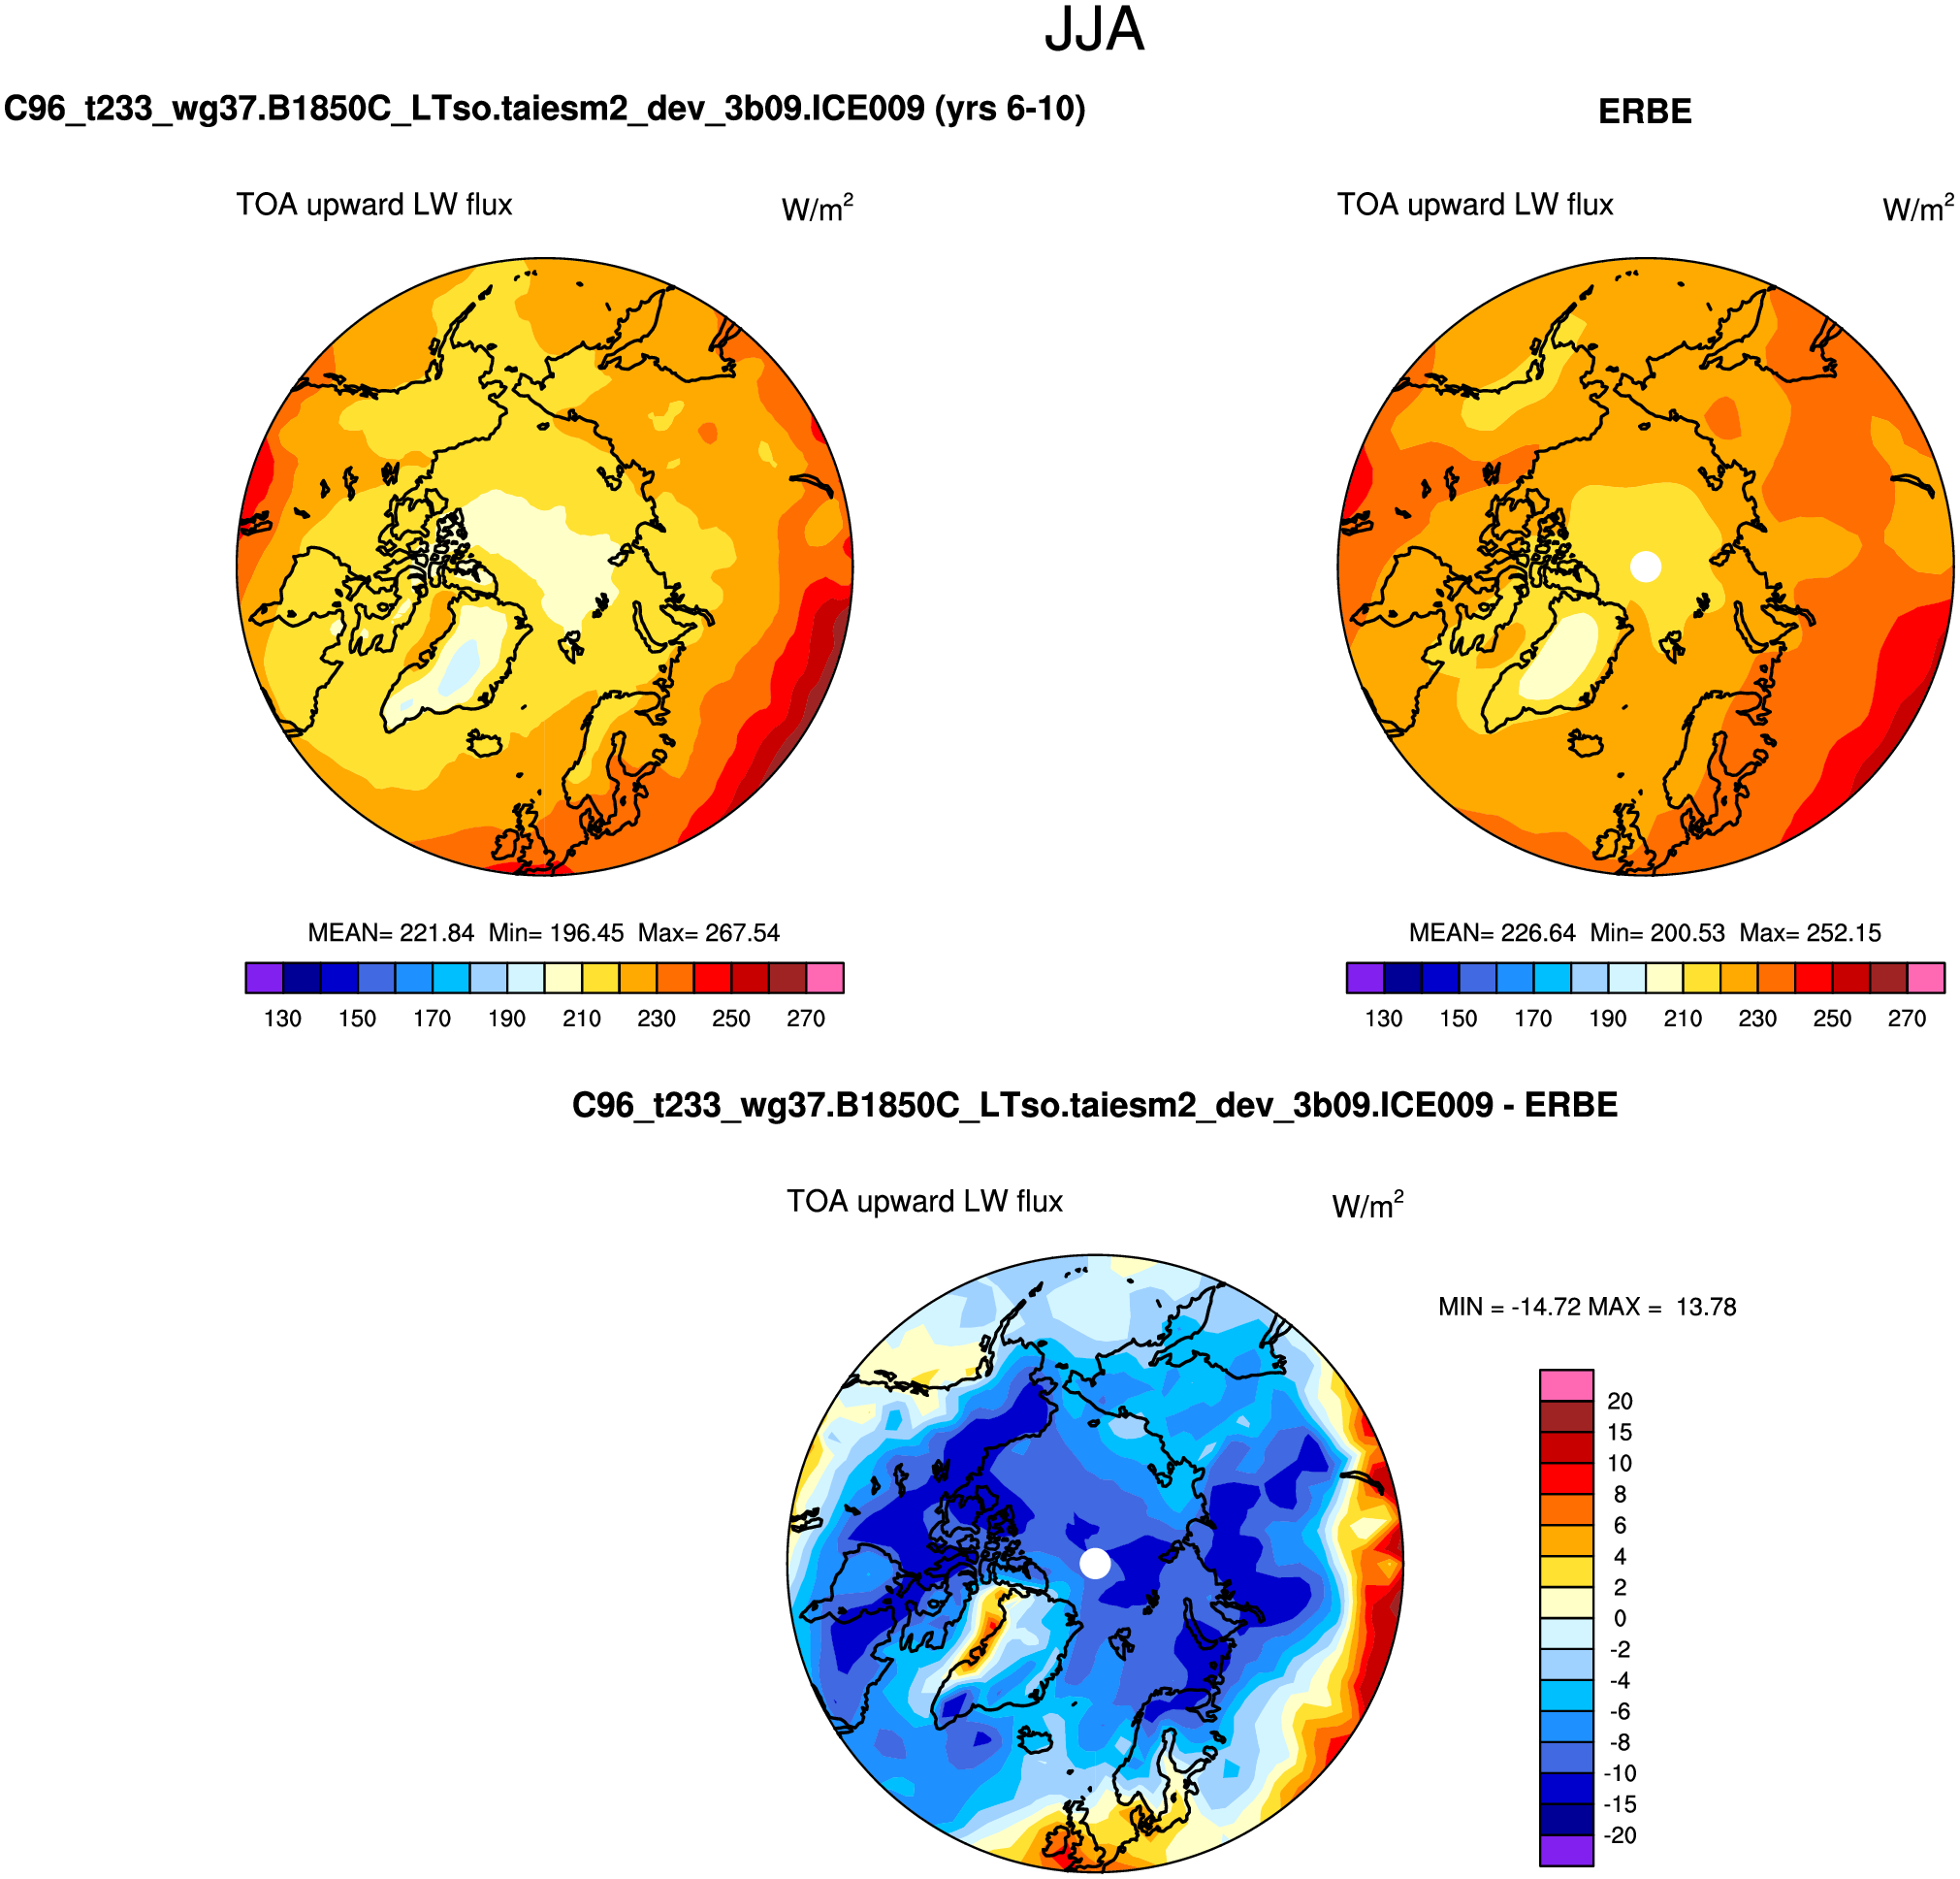 JJA
C96_t233_wg37.B1850C_LTso.taiesm2_dev_3b09.ICE009 (yrs 6-10)
ERBE
TOA upward LW flux W/m²
TOA upward LW flux W/m²
MEAN= 221.84 Min= 196.45 Max= 267.54
MEAN= 226.64 Min= 200.53 Max= 252.15
130 150 170 190 210 230 250 270
130 150 170 190 210 230 250 270
C96_t233_wg37.B1850C_LTso.taiesm2_dev_3b09.ICE009 - ERBE
TOA upward LW flux W/m²
MIN = -14.72 MAX = 13.78
20
15
10
8
6
4
2
0
-2
-4
-6
-8
-10
-15
-20